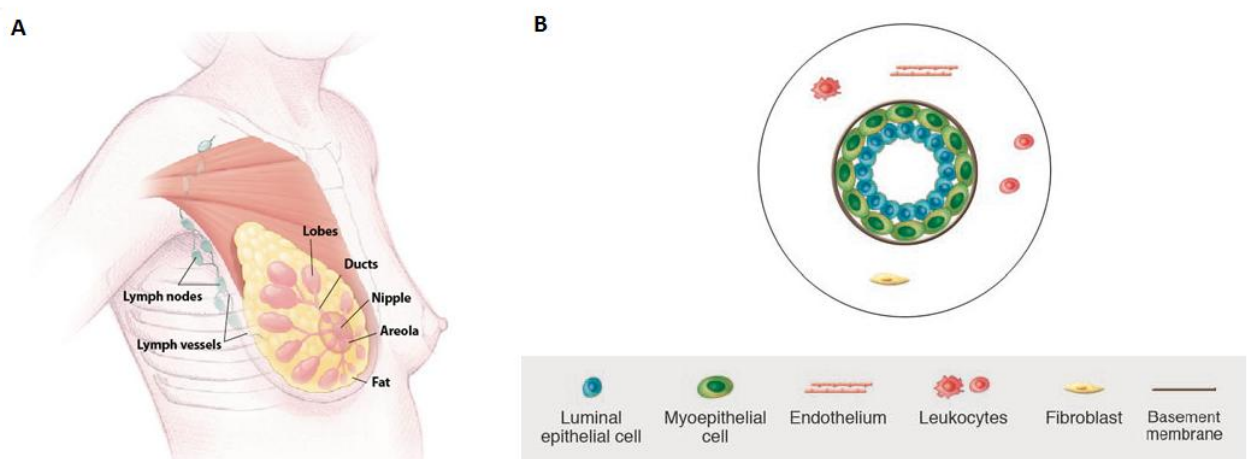 A
Lobes
Ducts
Nipple
Areola
Fat
Lymph nodes
Lymph vessels
B
Luminal
epithelial cell
Myoepithelial
cell
Endothelium
Leukocytes
Fibroblast
Basement
membrane